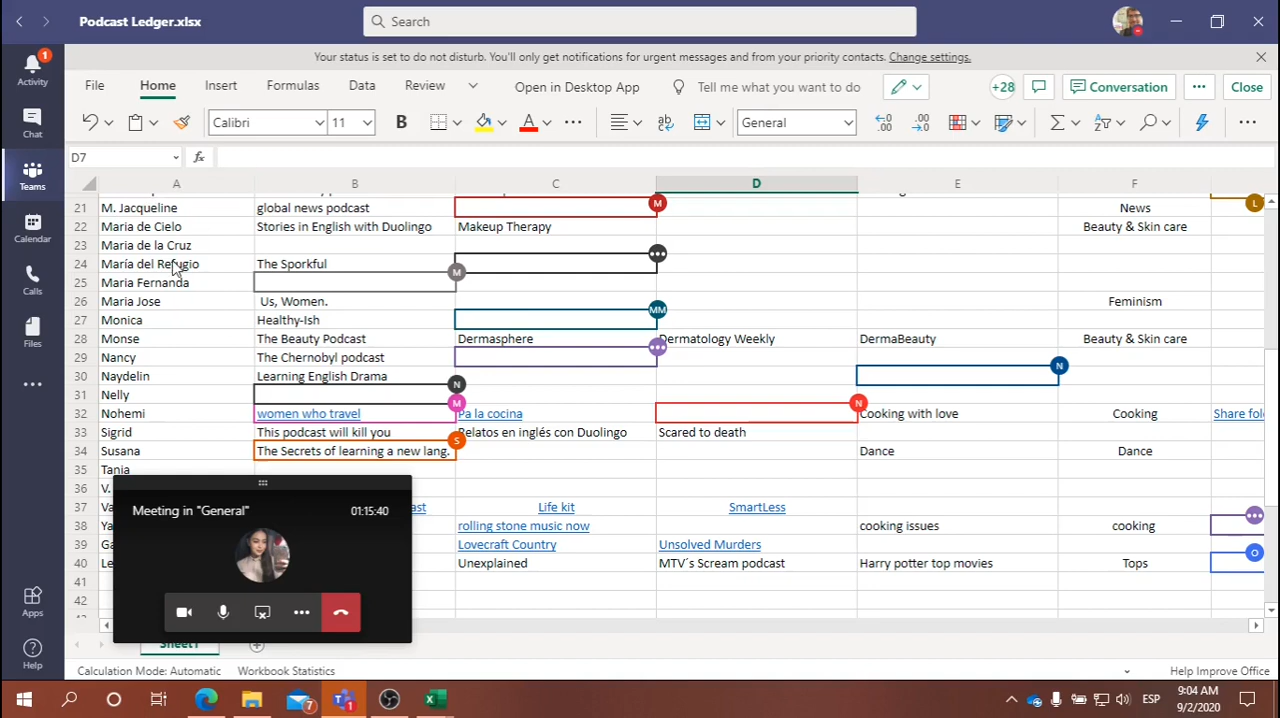 Podcast Ledger.xlsx
Search
Your status is set to do not disturb. You'll only get notifications for urgent messages and from your priority contacts. Change settings.
Activity 1
Chat
Teams
Calendar
Calls
Files
Apps
Help
File Home Insert Formulas Data Review Open in Desktop App Tell me what you want to do +28 Conversation Close
Calibri 11 B A General
D7 fx
A B C D E F
21 M. Jacqueline global news podcast M News L
22 Maria de Cielo Stories in English with Duolingo Makeup Therapy Beauty & Skin care
23 Maria de la Cruz
24 María del Refugio The Sporkful
25 Maria Fernanda M
26 Maria Jose Us, Women. Feminism
27 Monica Healthy-Ish MM
28 Monse The Beauty Podcast Dermasphere Dermatology Weekly DermaBeauty Beauty & Skin care
29 Nancy The Chernobyl podcast
30 Naydelin Learning English Drama N
31 Nelly N
32 Nohemi women who travel M Pa la cocina N Cooking with love Cooking Share fol
33 Sigrid This podcast will kill you Relatos en inglés con Duolingo Scared to death
34 Susana The Secrets of learning a new lang. S Dance Dance
35 Tania
36 V.
37 Va ast Life kit SmartLess
38 Ya rolling stone music now cooking issues cooking
39 Ga Lovecraft Country Unsolved Murders O
40 Le Unexplained MTV´s Scream podcast Harry potter top movies Tops
41
42
Meeting in "General" 01:15:40
Sheet1
Calculation Mode: Automatic Workbook Statistics Help Improve Office
7 1 ESP 9:04 AM
9/2/2020